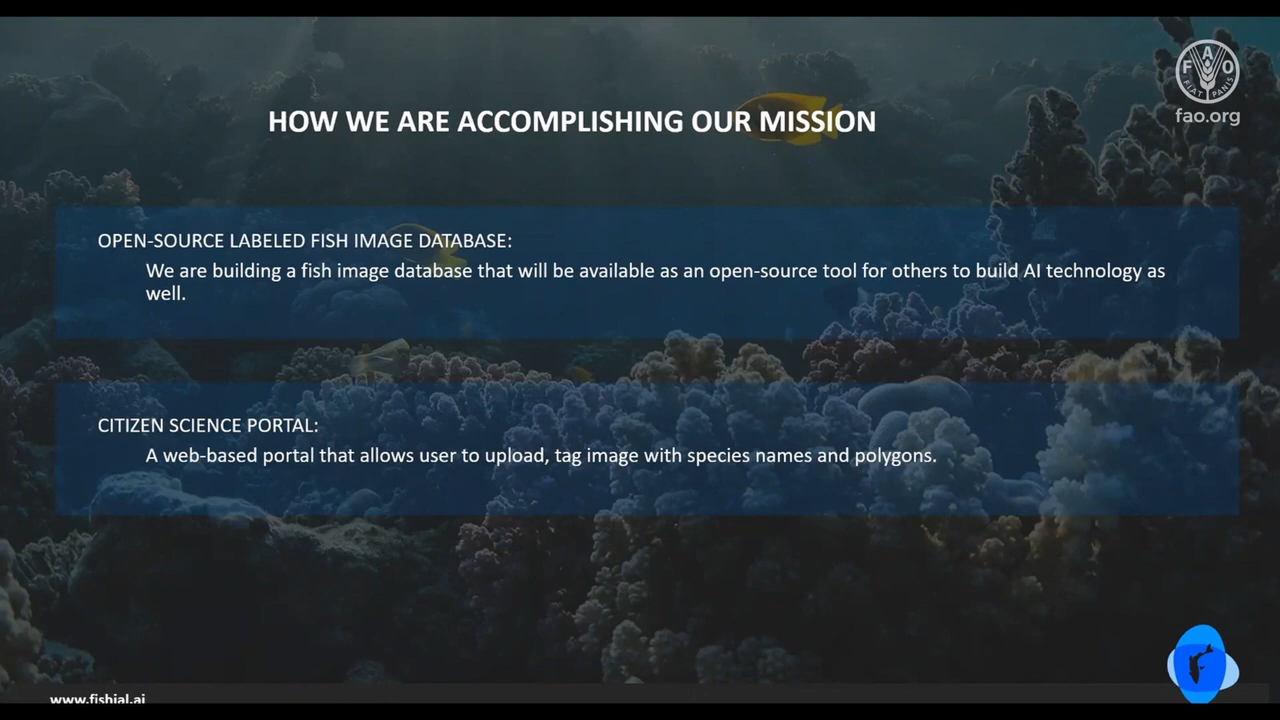 FAO
FIAT PANIS
fao.org
HOW WE ARE ACCOMPLISHING OUR MISSION
OPEN-SOURCE LABELED FISH IMAGE DATABASE:
We are building a fish image database that will be available as an open-source tool for others to build AI technology as
well.
CITIZEN SCIENCE PORTAL:
A web-based portal that allows user to upload, tag image with species names and polygons.
www.fishial.ai